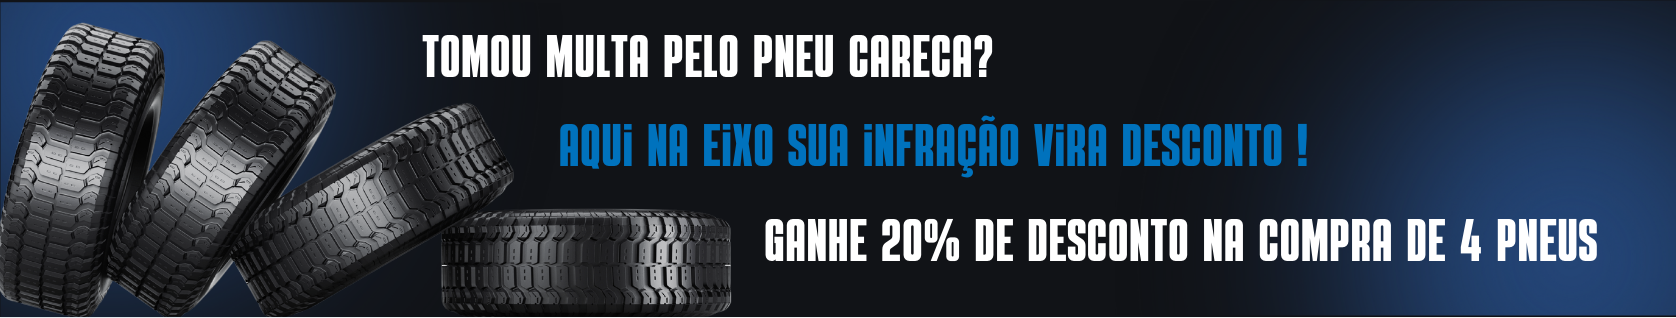 TOMOU MULTA PELO PNEU CARECA?
AQUi NA EiXO SUA iNFRAÇÃO ViRA DESCONTO !
GANHE 20% DE DESCONTO NA COMPRA DE 4 PNEUS